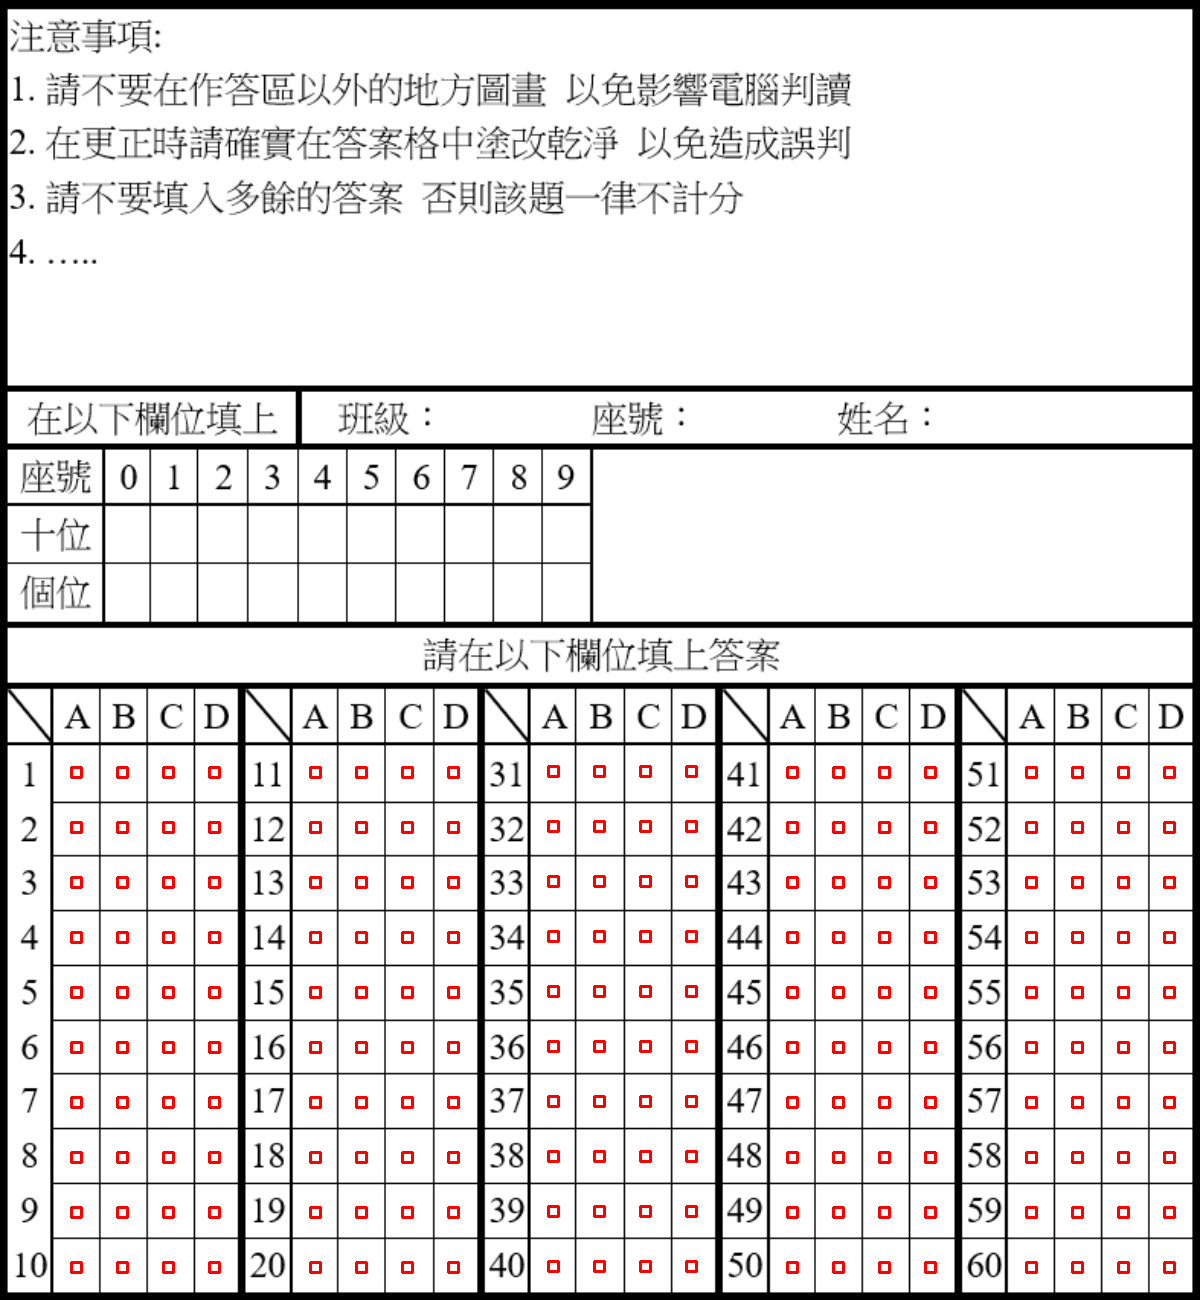 注意事項:
1. 請不要在作答區以外的地方圖畫 以免影響電腦判讀
2. 在更正時請確實在答案格中塗改乾淨 以免造成誤判
3. 請不要填入多餘的答案 否則該題一律不計分
4. …..
在以下欄位填上 班級： 座號： 姓名：
座號 0 1 2 3 4 5 6 7 8 9
十位
個位
請在以下欄位填上答案
A B C D A B C D A B C D A B C D A B C D
1 11 31 41 51
2 12 32 42 52
3 13 33 43 53
4 14 34 44 54
5 15 35 45 55
6 16 36 46 56
7 17 37 47 57
8 18 38 48 58
9 19 39 49 59
10 20 40 50 60